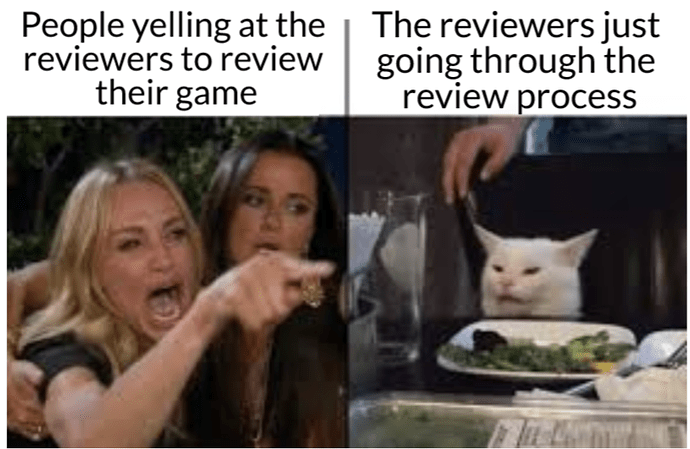 People yelling at the
reviewers to review
their game
The reviewers just
going through the
review process